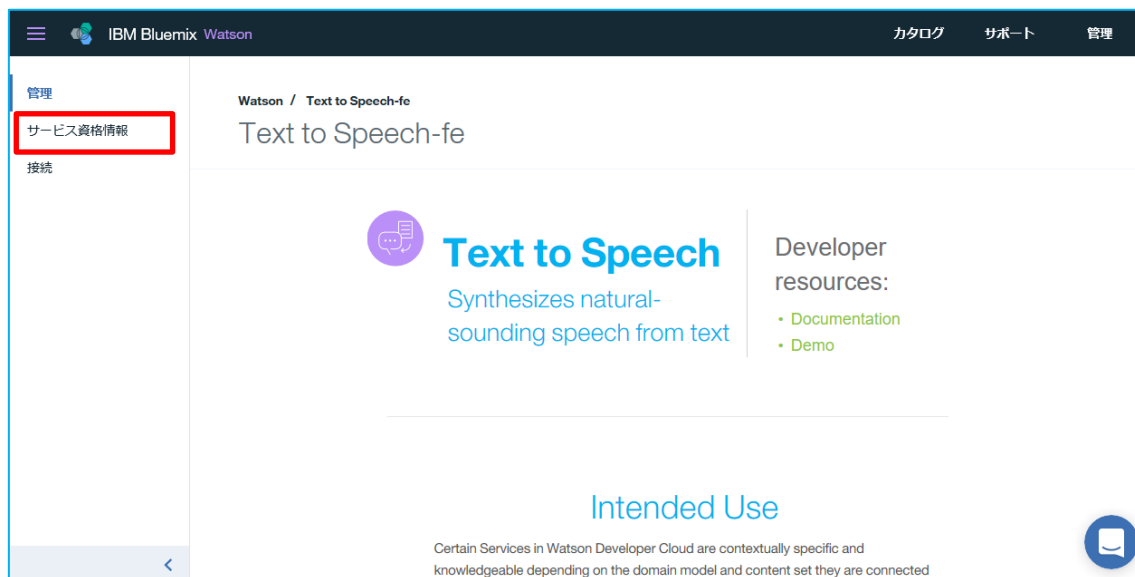 IBM Bluemix Watson
カタログ サポート 管理
管理
サービス資格情報
接続
Watson / Text to Speech-fe
Text to Speech-fe
Text to Speech
Synthesizes natural-
sounding speech from text
Developer
resources:
• Documentation
• Demo
Intended Use
Certain Services in Watson Developer Cloud are contextually specific and
knowledgeable depending on the domain model and content set they are connected